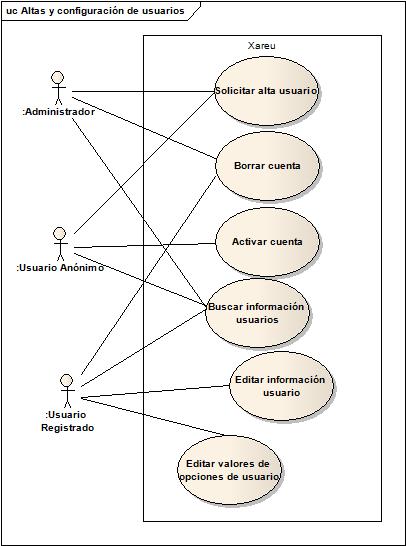 uc Altas y configuración de usuarios
Xareu
:Administrador
Solicitar alta usuario
Borrar cuenta
:Usuario Anónimo
Activar cuenta
Buscar información
usuarios
:Usuario
Registrado
Editar información
usuario
Editar valores de
opciones de usuario